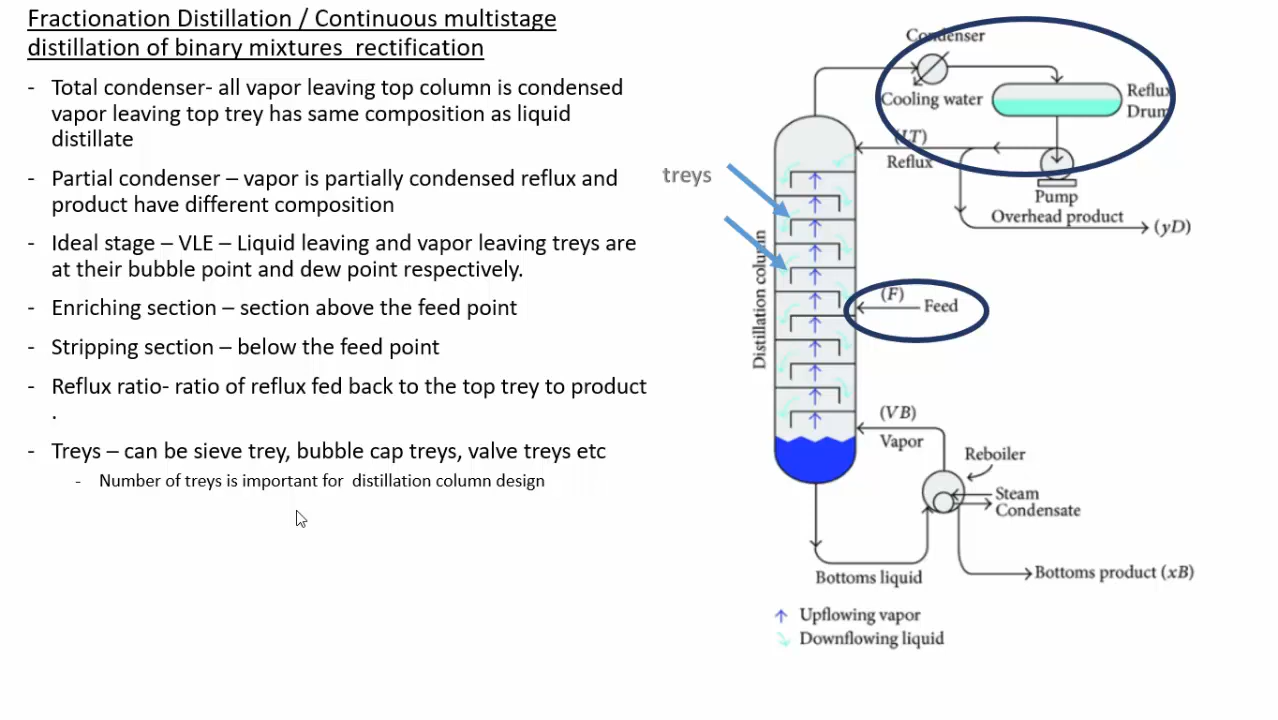 Fractionation Distillation / Continuous multistage
distillation of binary mixtures rectification
- Total condenser- all vapor leaving top column is condensed
vapor leaving top trey has same composition as liquid
distillate
- Partial condenser – vapor is partially condensed reflux and
product have different composition
- Ideal stage – VLE – Liquid leaving and vapor leaving treys are
at their bubble point and dew point respectively.
- Enriching section – section above the feed point
- Stripping section – below the feed point
- Reflux ratio- ratio of reflux fed back to the top trey to product
.
- Treys – can be sieve trey, bubble cap treys, valve treys etc
- Number of treys is important for distillation column design
Condenser
Cooling water
Reflux
Drum
(LT)
Reflux
treys
Pump
Overhead product
(yD)
Distillation column
(F)
Feed
(VB)
Vapor
Reboiler
Steam
Condensate
Bottoms liquid
Bottoms product (xB)
Upflowing vapor
Downflowing liquid